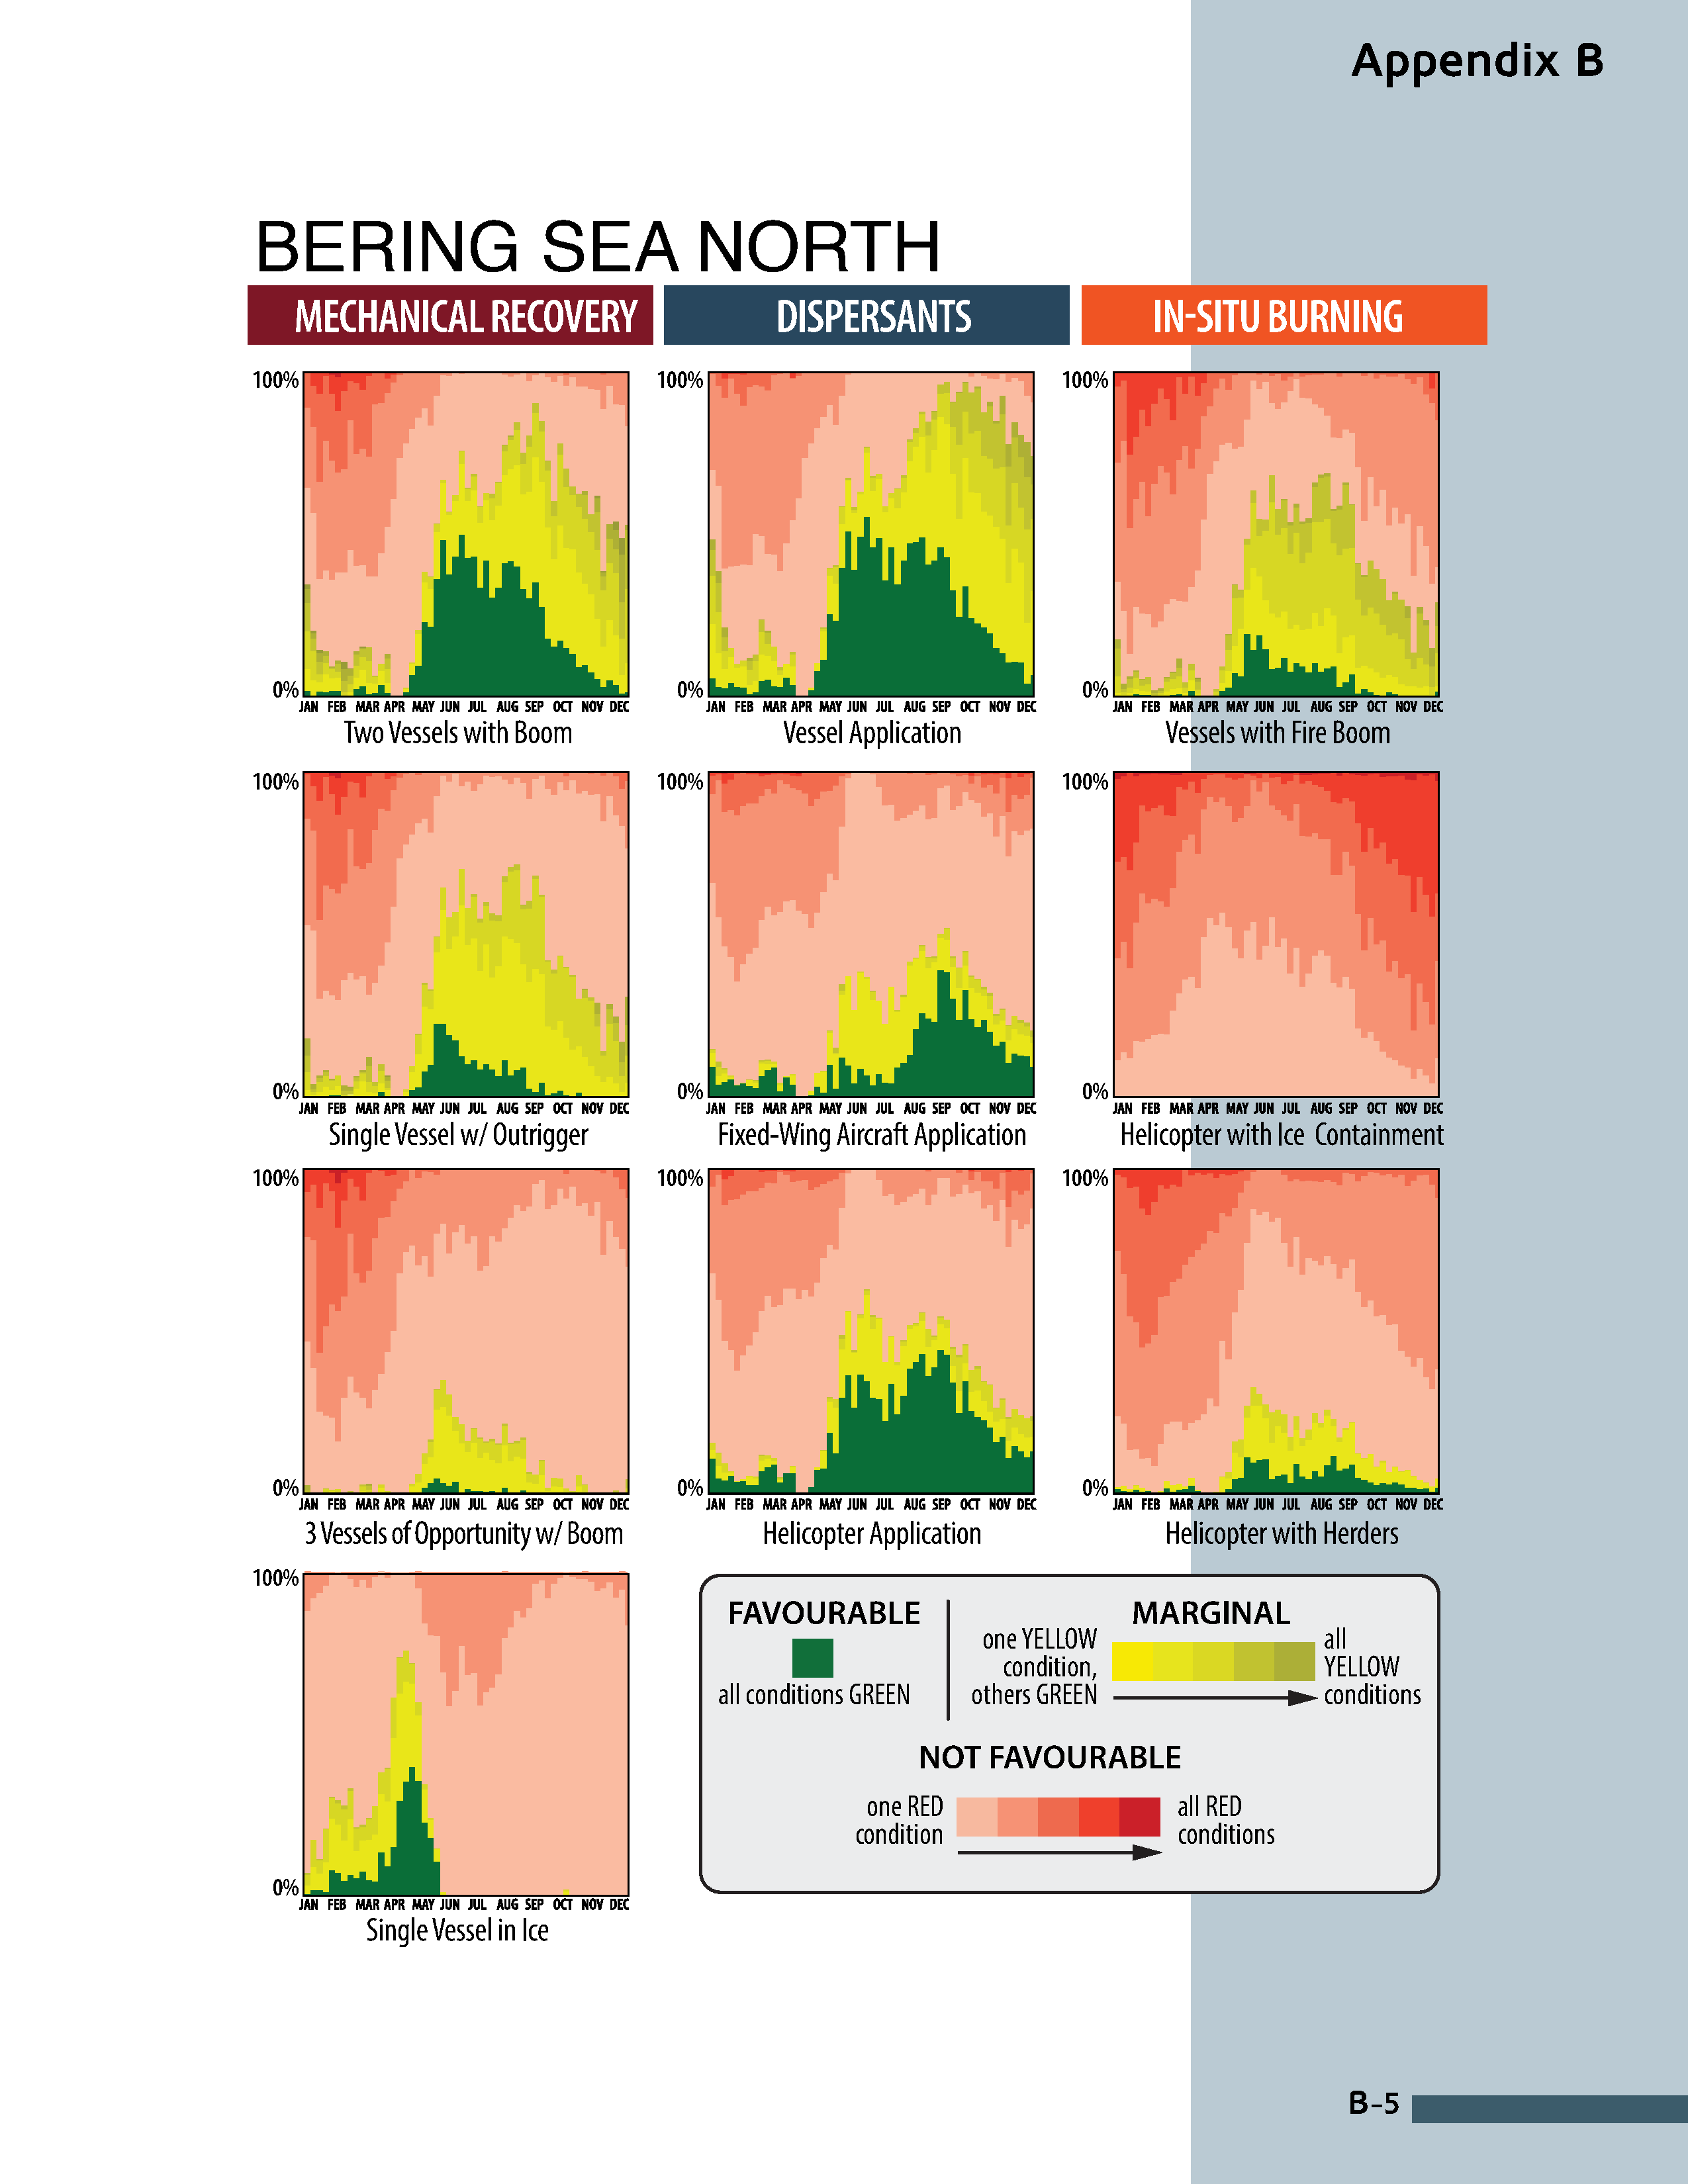 Appendix B
BERING SEA NORTH
MECHANICAL RECOVERY
DISPERSANTS
IN-SITU BURNING
100%
0%
JAN FEB MAR APR MAY JUN JUL AUG SEP OCT NOV DEC
Two Vessels with Boom
100%
0%
JAN FEB MAR APR MAY JUN JUL AUG SEP OCT NOV DEC
Vessel Application
100%
0%
JAN FEB MAR APR MAY JUN JUL AUG SEP OCT NOV DEC
Vessels with Fire Boom
100%
0%
JAN FEB MAR APR MAY JUN JUL AUG SEP OCT NOV DEC
Single Vessel w/ Outrigger
100%
0%
JAN FEB MAR APR MAY JUN JUL AUG SEP OCT NOV DEC
Fixed-Wing Aircraft Application
100%
0%
JAN FEB MAR APR MAY JUN JUL AUG SEP OCT NOV DEC
Helicopter with Ice Containment
100%
0%
JAN FEB MAR APR MAY JUN JUL AUG SEP OCT NOV DEC
3 Vessels of Opportunity w/ Boom
100%
0%
JAN FEB MAR APR MAY JUN JUL AUG SEP OCT NOV DEC
Helicopter Application
100%
0%
JAN FEB MAR APR MAY JUN JUL AUG SEP OCT NOV DEC
Helicopter with Herders
100%
0%
JAN FEB MAR APR MAY JUN JUL AUG SEP OCT NOV DEC
Single Vessel in Ice
FAVOURABLE
all conditions GREEN
MARGINAL
one YELLOW
condition,
others GREEN
all
YELLOW
conditions
NOT FAVOURABLE
one RED
condition
all RED
conditions
B-5